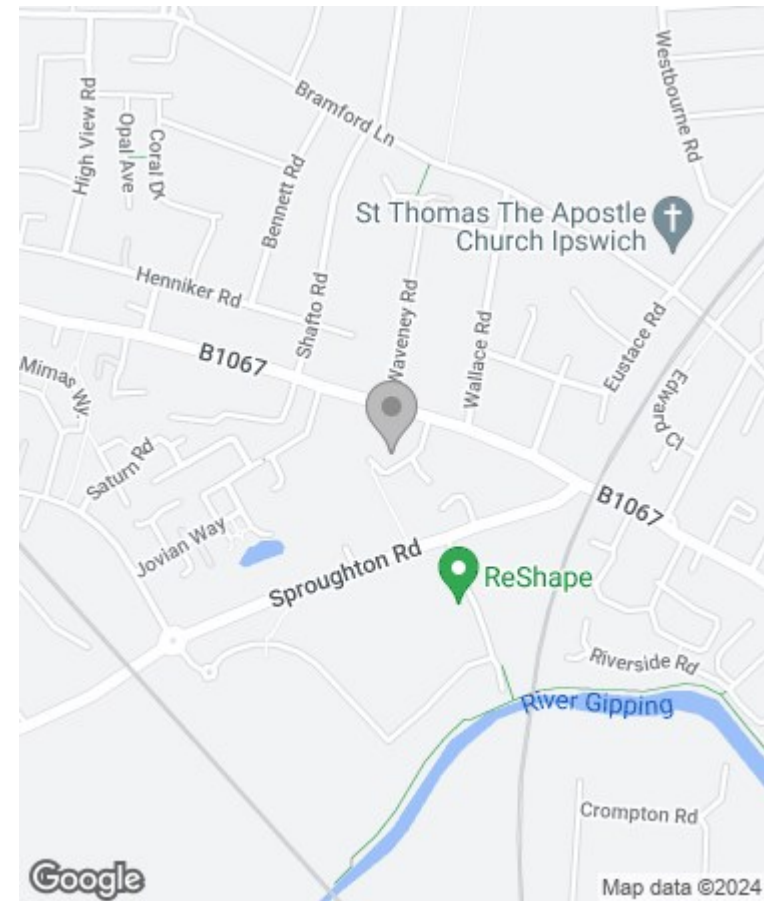 Westbourne Rd
Bramford Ln
High View Rd
Opal Ave
Coral Dr
Bennett Rd
St Thomas The Apostle
Church Ipswich
Henniker Rd
Shafto Rd
Waveney Rd
Wallace Rd
Eustace Rd
B1067
Mimas Wy.
Edward Cl
Saturn Rd
B1067
Jovian Way
Sproughton Rd
ReShape
Riverside Rd
River Gipping
Crompton Rd
Google
Map data ©2024